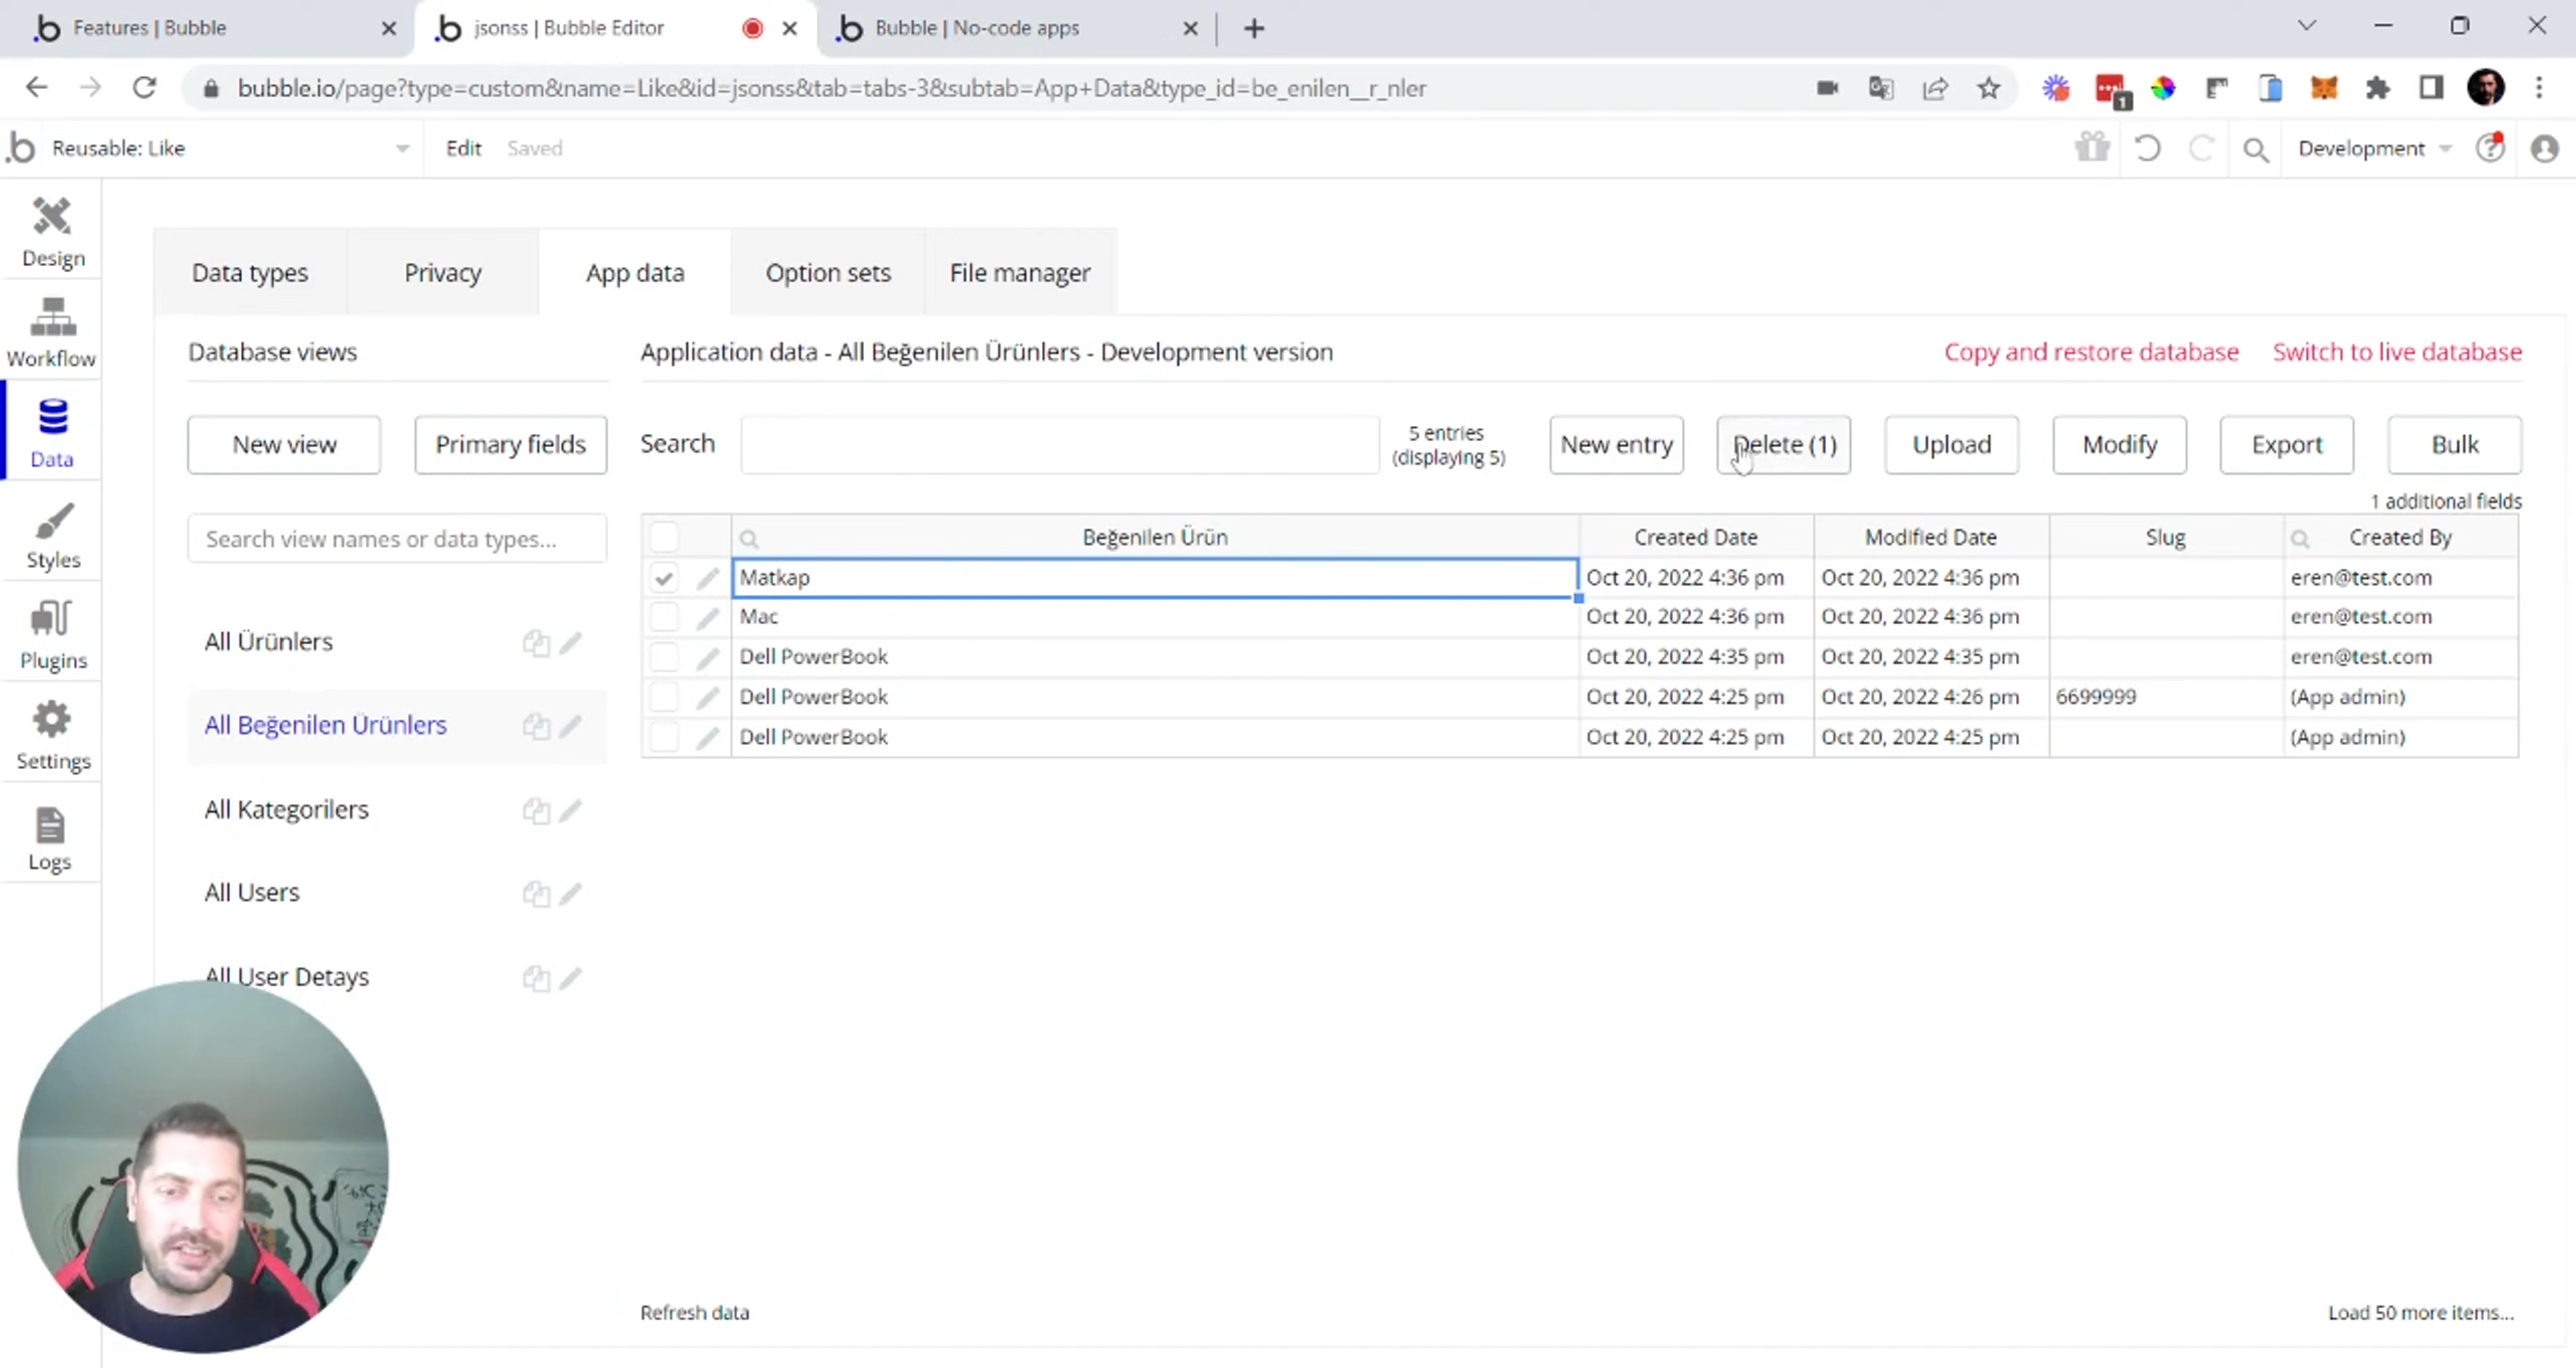 Features | Bubble
jsonss | Bubble Editor
Bubble | No-code apps
bubble.io/page?type=custom&name=Like&id=jsonss&tab=tabs-3&subtab=App+Data&type_id=be_enilen__r_nler
1
Reusable: Like
Edit
Saved
Development
Design
Workflow
Data
Styles
Plugins
Settings
Logs
Data types
Privacy
App data
Option sets
File manager
Database views
New view
Primary fields
Search view names or data types...
All Ürünlers
All Beğenilen Ürünlers
All Kategorilers
All Users
All User Detays
Application data - All Beğenilen Ürünlers - Development version
Copy and restore database
Switch to live database
Search
5 entries
(displaying 5)
New entry
Delete (1)
Upload
Modify
Export
Bulk
1 additional fields
Beğenilen Ürün Created Date Modified Date Slug Created By
Matkap Oct 20, 2022 4:36 pm Oct 20, 2022 4:36 pm eren@test.com
Mac Oct 20, 2022 4:36 pm Oct 20, 2022 4:36 pm eren@test.com
Dell PowerBook Oct 20, 2022 4:35 pm Oct 20, 2022 4:35 pm eren@test.com
Dell PowerBook Oct 20, 2022 4:25 pm Oct 20, 2022 4:26 pm 6699999 (App admin)
Dell PowerBook Oct 20, 2022 4:25 pm Oct 20, 2022 4:25 pm (App admin)
Refresh data
Load 50 more items...